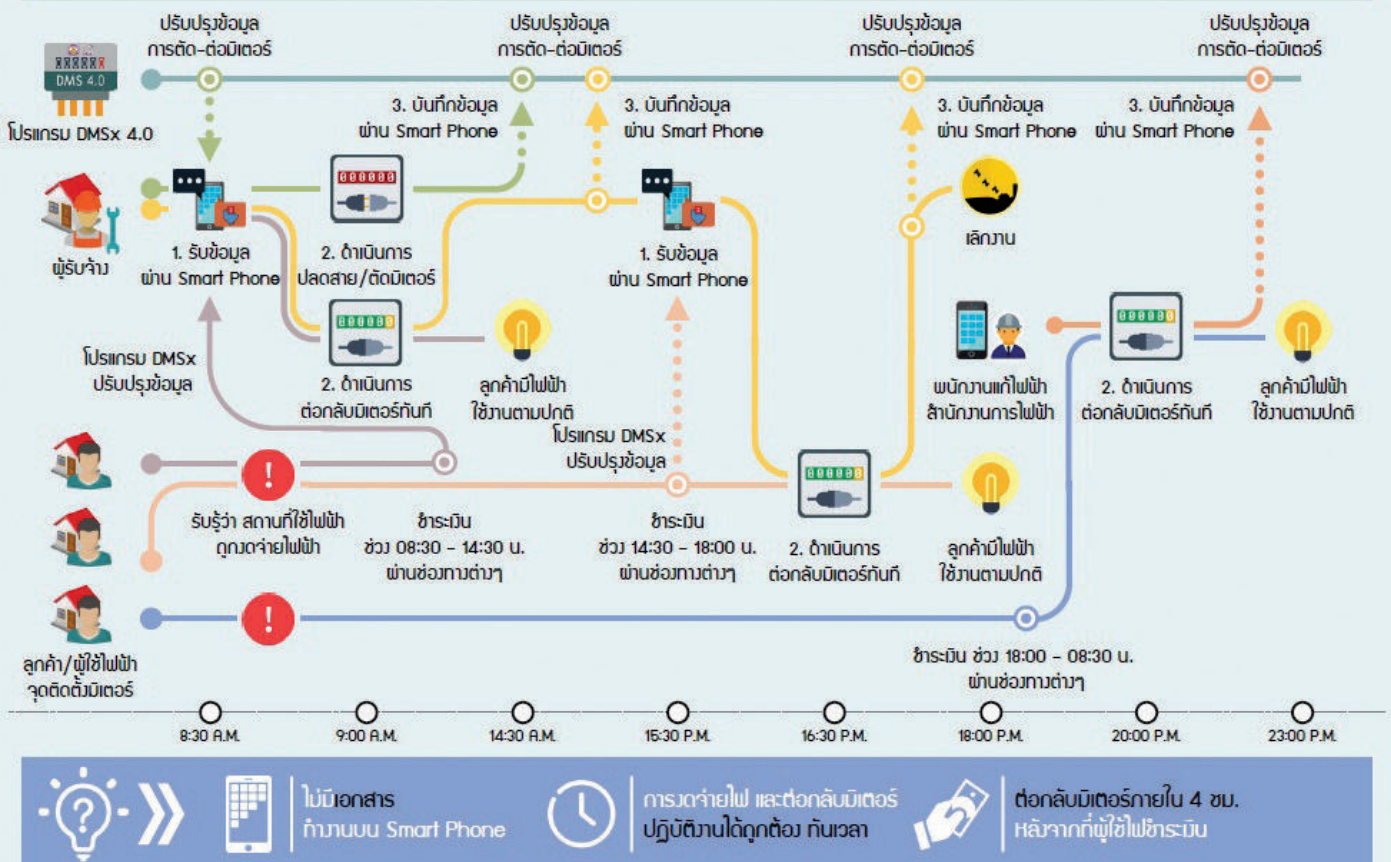 ปรับปรุงข้อมูล
การตัด-ต่อมิเตอร์
ปรับปรุงข้อมูล
การตัด-ต่อมิเตอร์
ปรับปรุงข้อมูล
การตัด-ต่อมิเตอร์
ปรับปรุงข้อมูล
การตัด-ต่อมิเตอร์
DMS 4.0
โปรแกรม DMSx 4.0
3. บันทึกข้อมูล
ผ่าน Smart Phone
3. บันทึกข้อมูล
ผ่าน Smart Phone
3. บันทึกข้อมูล
ผ่าน Smart Phone
3. บันทึกข้อมูล
ผ่าน Smart Phone
000000
ผู้รับจ้าง
1. รับข้อมูล
ผ่าน Smart Phone
2. ดำเนินการ
ปลดสาย/ตัดมิเตอร์
1. รับข้อมูล
ผ่าน Smart Phone
เลิกงาน
000000
2. ดำเนินการ
ต่อกลับมิเตอร์ทันที
ลูกค้ามีไฟฟ้า
ใช้งานตามปกติ
พนักงานแก้ไฟฟ้า
สำนักงานการไฟฟ้า
000000
2. ดำเนินการ
ต่อกลับมิเตอร์ทันที
ลูกค้ามีไฟฟ้า
ใช้งานตามปกติ
โปรแกรม DMSx
ปรับปรุงข้อมูล
โปรแกรม DMSx
ปรับปรุงข้อมูล
!
รับรู้ว่า สถานที่ใช้ไฟฟ้า
ถูกงดจ่ายไฟฟ้า
ชำระเงิน
ช่วง 08:30 - 14:30 น.
ผ่านช่องทางต่างๆ
ชำระเงิน
ช่วง 14:30 - 18:00 น.
ผ่านช่องทางต่างๆ
000000
2. ดำเนินการ
ต่อกลับมิเตอร์ทันที
ลูกค้ามีไฟฟ้า
ใช้งานตามปกติ
!
ลูกค้า/ผู้ใช้ไฟฟ้า
จุดติดตั้งมิเตอร์
ชำระเงิน ช่วง 18:00 - 08:30 น.
ผ่านช่องทางต่างๆ
8:30 A.M.
9:00 A.M.
14:30 A.M.
15:30 P.M.
16:30 P.M.
18:00 P.M.
20:00 P.M.
23:00 P.M.
?
ไม่มีเอกสาร
ทำงานบน Smart Phone
การงดจ่ายไฟ และต่อกลับมิเตอร์
ปฏิบัติงานได้ถูกต้อง ทันเวลา
ต่อกลับมิเตอร์ภายใน 4 ชม.
หลังจากที่ผู้ใช้ไฟชำระเงิน